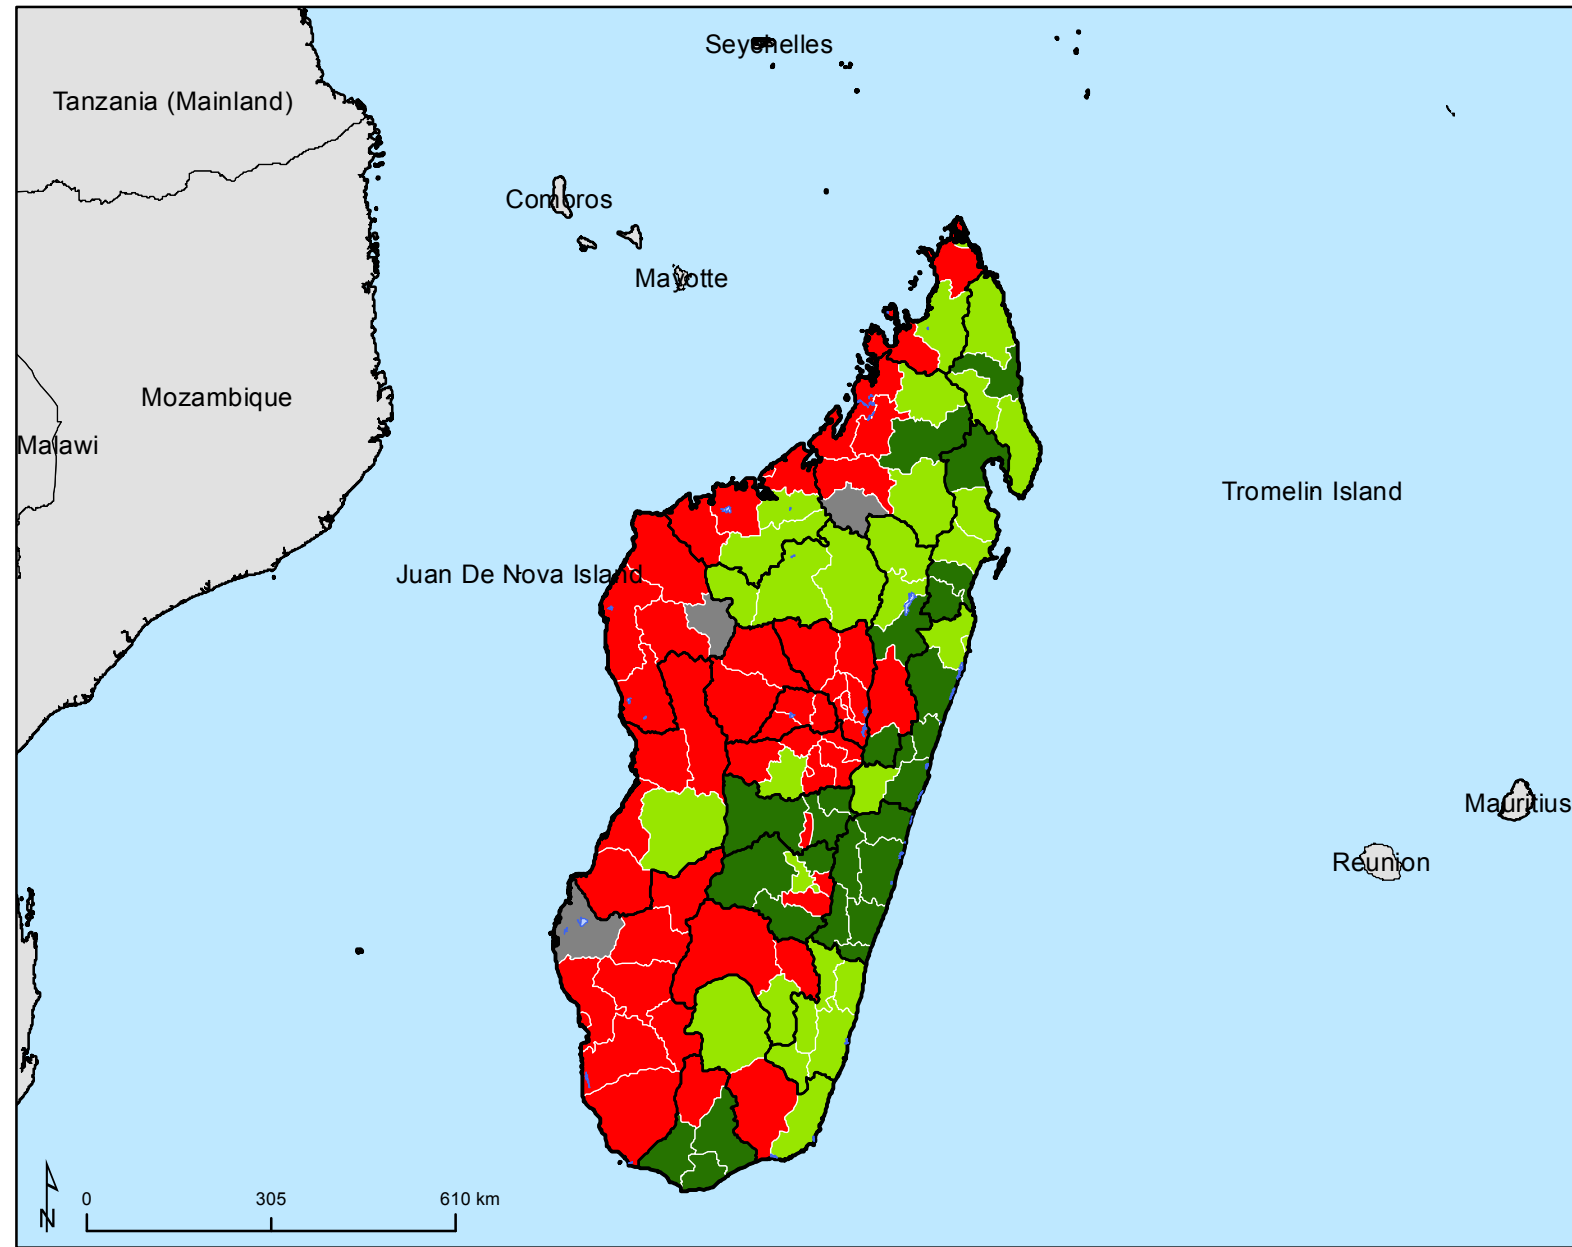 Seychelles
Tanzania (Mainland)
Comoros
Mayotte
Mozambique
Malawi
Tromelin Island
Juan De Nova Island
Mauritius
Reunion
N
0 305 610 km